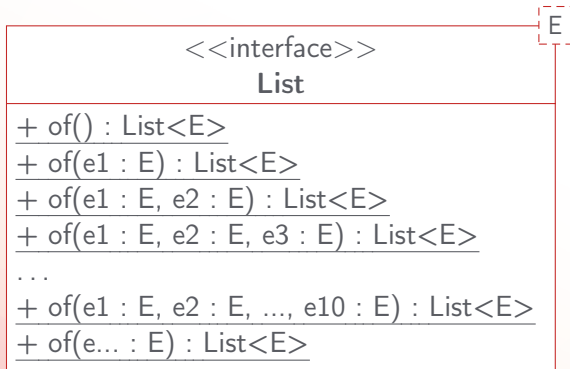 E
<<interface>>
List
+ of() : List<E>
+ of(e1 : E) : List<E>
+ of(e1 : E, e2 : E) : List<E>
+ of(e1 : E, e2 : E, e3 : E) : List<E>
...
+ of(e1 : E, e2 : E, ..., e10 : E) : List<E>
+ of(e... : E) : List<E>